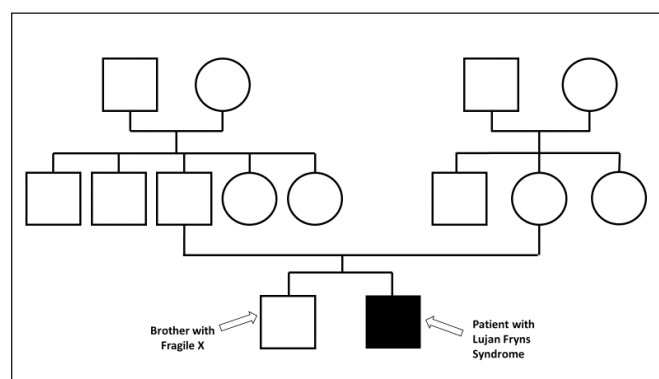 Brother with
Fragile X
Patient with
Lujan Fryns
Syndrome